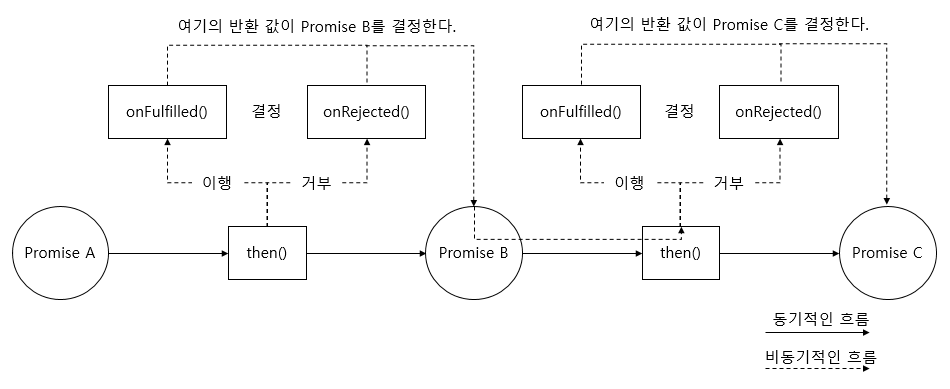 여기의 반환 값이 Promise B를 결정한다.
여기의 반환 값이 Promise C를 결정한다.
onFulfilled()
결정
onRejected()
onFulfilled()
결정
onRejected()
이행
거부
이행
거부
Promise A
then()
Promise B
then()
Promise C
동기적인 흐름
비동기적인 흐름